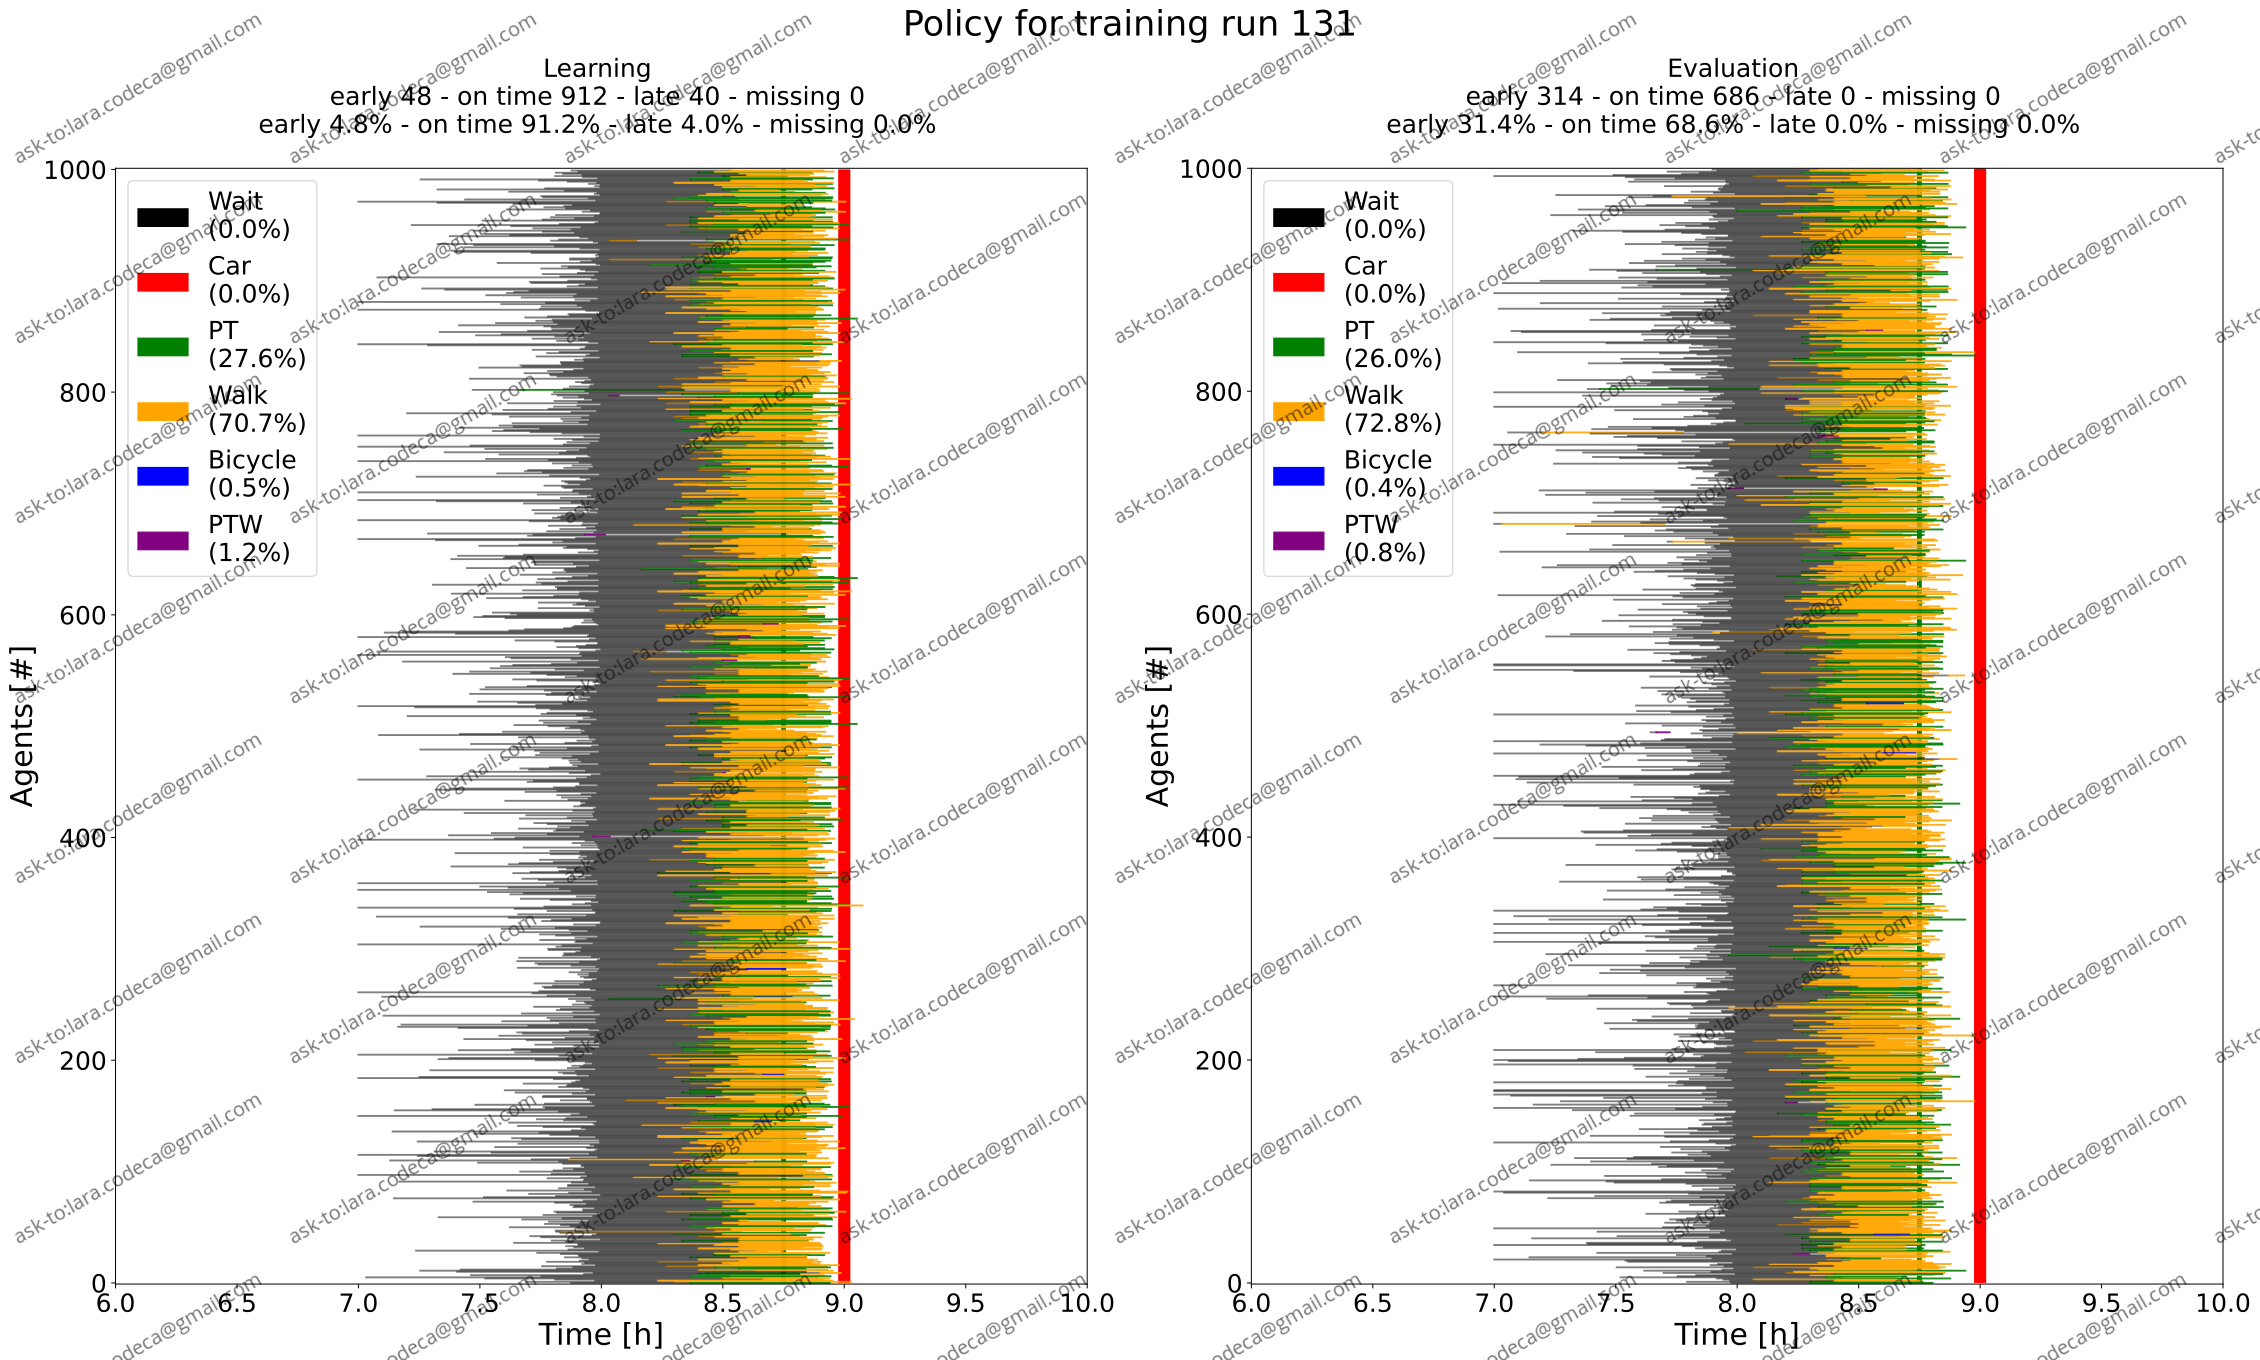 Policy for training run 131
Learning
early 48 - on time 912 - late 40 - missing 0
early 4.8% - on time 91.2% - late 4.0% - missing 0.0%
Agents [#]
1000
800
600
400
200
0
Wait
(0.0%)
Car
(0.0%)
PT
(27.6%)
Walk
(70.7%)
Bicycle
(0.5%)
PTW
(1.2%)
6.0 6.5 7.0 7.5 8.0 8.5 9.0 9.5 10.0
Time [h]
Evaluation
early 314 - on time 686 - late 0 - missing 0
early 31.4% - on time 68.6% - late 0.0% - missing 0.0%
Agents [#]
1000
800
600
400
200
0
Wait
(0.0%)
Car
(0.0%)
PT
(26.0%)
Walk
(72.8%)
Bicycle
(0.4%)
PTW
(0.8%)
6.0 6.5 7.0 7.5 8.0 8.5 9.0 9.5 10.0
Time [h]
ask-to:lara.codeca@gmail.com